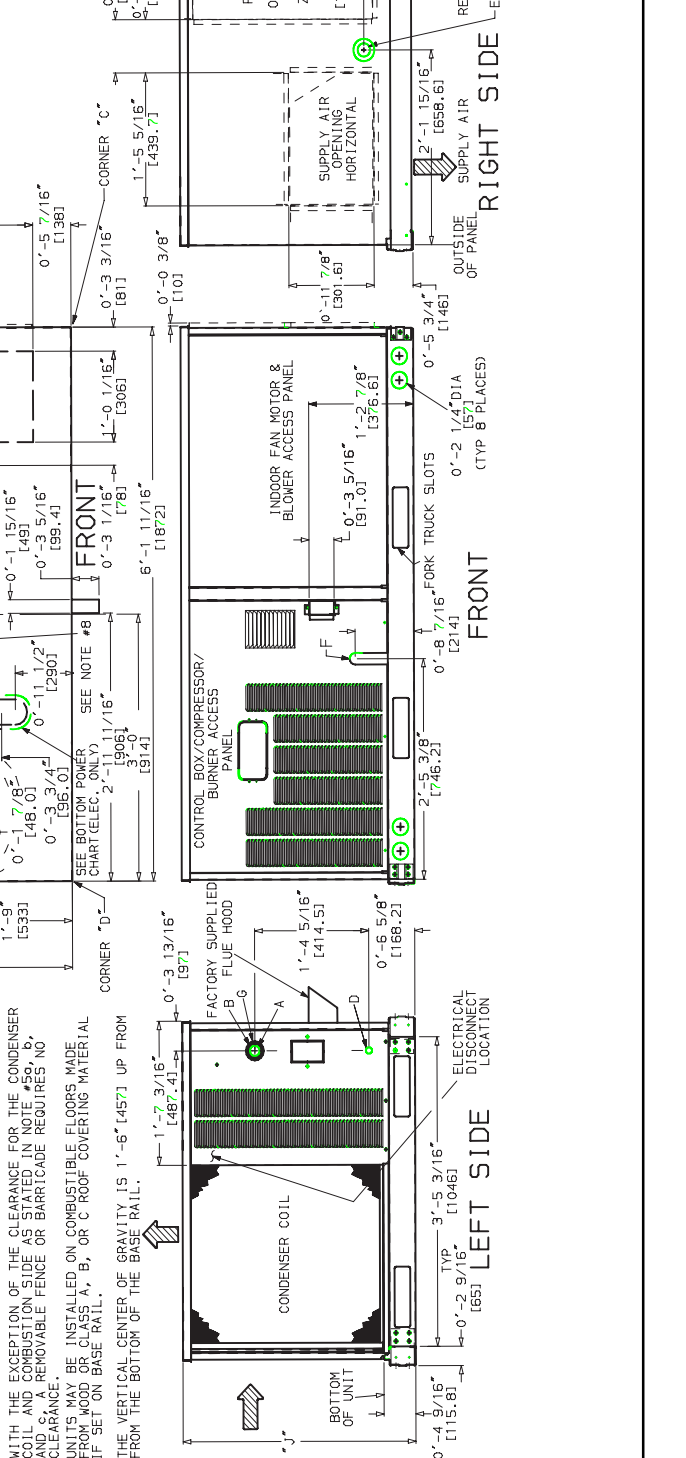 WITH THE EXCEPTION OF THE CLEARANCE FOR THE CONDENSER
COIL AND COMBUSTION SIDE AS STATED IN NOTE #5a, b,
AND c, A REMOVABLE FENCE OR BARRICADE REQUIRES NO
CLEARANCE.
UNITS MAY BE INSTALLED ON COMBUSTIBLE FLOORS MADE
FROM WOOD OR CLASS A, B, OR C ROOF COVERING MATERIAL
IF SET ON BASE RAIL.
THE VERTICAL CENTER OF GRAVITY IS 1'-6" [457] UP FROM
FROM THE BOTTOM OF THE BASE RAIL.
1'-9"
[533]
CORNER "D"
0'-1 7/8"
[48.0]
0'-3 3/4"
[96.0]
0'-11 1/2"
[290]
SEE BOTTOM POWER
CHART(ELEC. ONLY)
SEE NOTE #8
2'-11 11/16"
[906]
3'-0"
[914]
0'-1 15/16"
[49]
0'-3 5/16"
[99.4]
FRONT
0'-3 1/16"
[78]
6'-1 11/16"
[1872]
1'-0 1/16"
[306]
0'-3 3/16"
[81]
0'-5 7/16"
[138]
CORNER "C"
"J"
BOTTOM
OF UNIT
0'-4 9/16"
[115.8]
CONDENSER COIL
1'-7 3/16"
[487.4]
0'-3 13/16"
[97]
FACTORY SUPPLIED
FLUE HOOD
B
G
A
D
1'-4 5/16"
[414.5]
0'-6 5/8"
[168.2]
ELECTRICAL
DISCONNECT
LOCATION
3'-5 3/16"
[1046]
TYP
0'-2 9/16"
[65]
LEFT SIDE
CONTROL BOX/COMPRESSOR/
BURNER ACCESS
PANEL
INDOOR FAN MOTOR &
BLOWER ACCESS PANEL
F
0'-3 5/16"
[91.0]
1'-2 7/8"
[376.6]
0'-0 3/8"
[10]
2'-5 3/8"
[746.2]
0'-8 7/16"
[214]
FORK TRUCK SLOTS
0'-2 1/4"DIA
[57]
(TYP 8 PLACES)
0'-5 3/4"
[146]
FRONT
1'-5 5/16"
[439.7]
0'-11 7/8"
[301.6]
SUPPLY AIR
OPENING
HORIZONTAL
2'-1 15/16"
[658.6]
OUTSIDE
OF PANEL
SUPPLY AIR
RIGHT SIDE